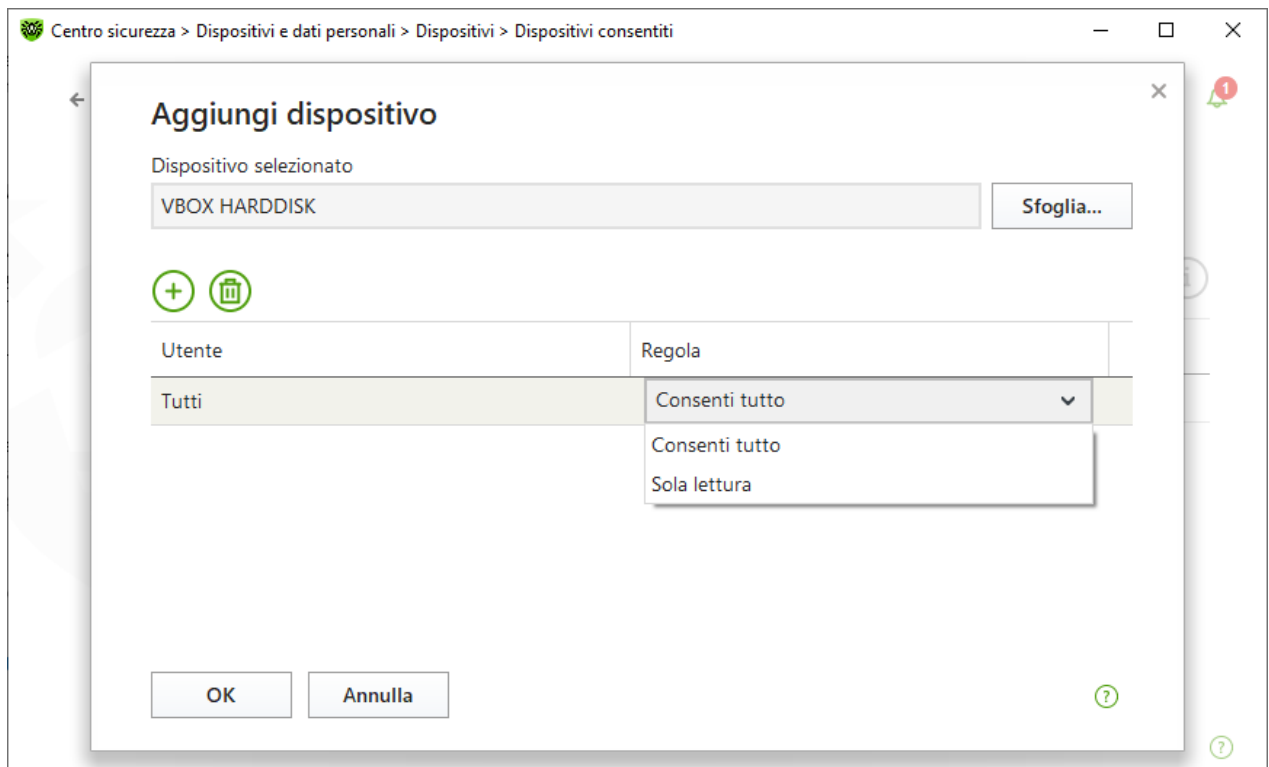 Centro sicurezza > Dispositivi e dati personali > Dispositivi > Dispositivi consentiti
1
Aggiungi dispositivo
Dispositivo selezionato
VBOX HARDDISK
Sfoglia...
Utente
Regola
Tutti
Consenti tutto
Consenti tutto
Sola lettura
OK
Annulla
?
?